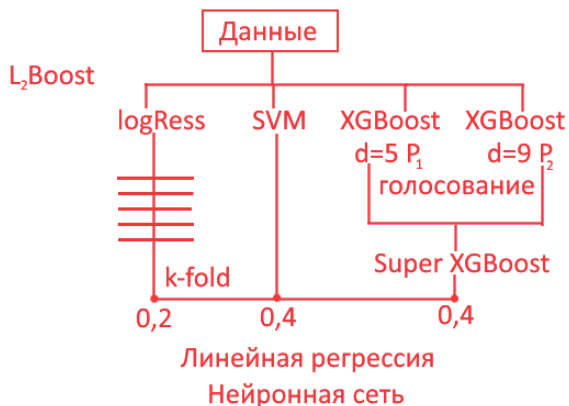 Данные
L₂Boost
logRess SVM XGBoost XGBoost
d=5 P₁ d=9 P₂
голосование
Super XGBoost
k-fold
0,2 0,4 0,4
Линейная регрессия
Нейронная сеть